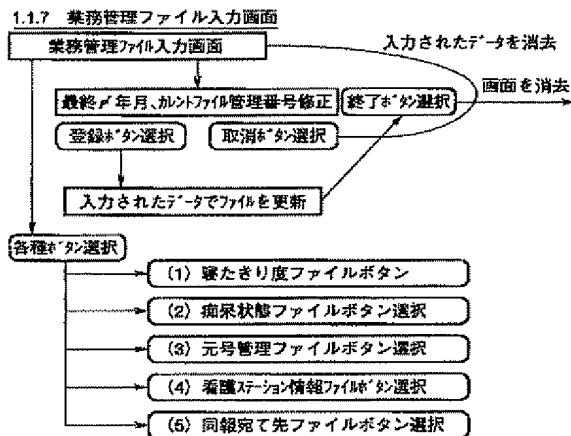 1.1.7 業務管理ファイル入力画面
業務管理ファイル入力画面
入力されたデータを消去
画面を消去
最終〆年月、カレントファイル管理番号修正
終了ボタン選択
登録ボタン選択
取消ボタン選択
入力されたデータでファイルを更新
各種ボタン選択
(1) 寝たきり度ファイルボタン
(2) 痴呆状態ファイルボタン選択
(3) 元号管理ファイルボタン選択
(4) 看護ステーション情報ファイルボタン選択
(5) 同報宛て先ファイルボタン選択